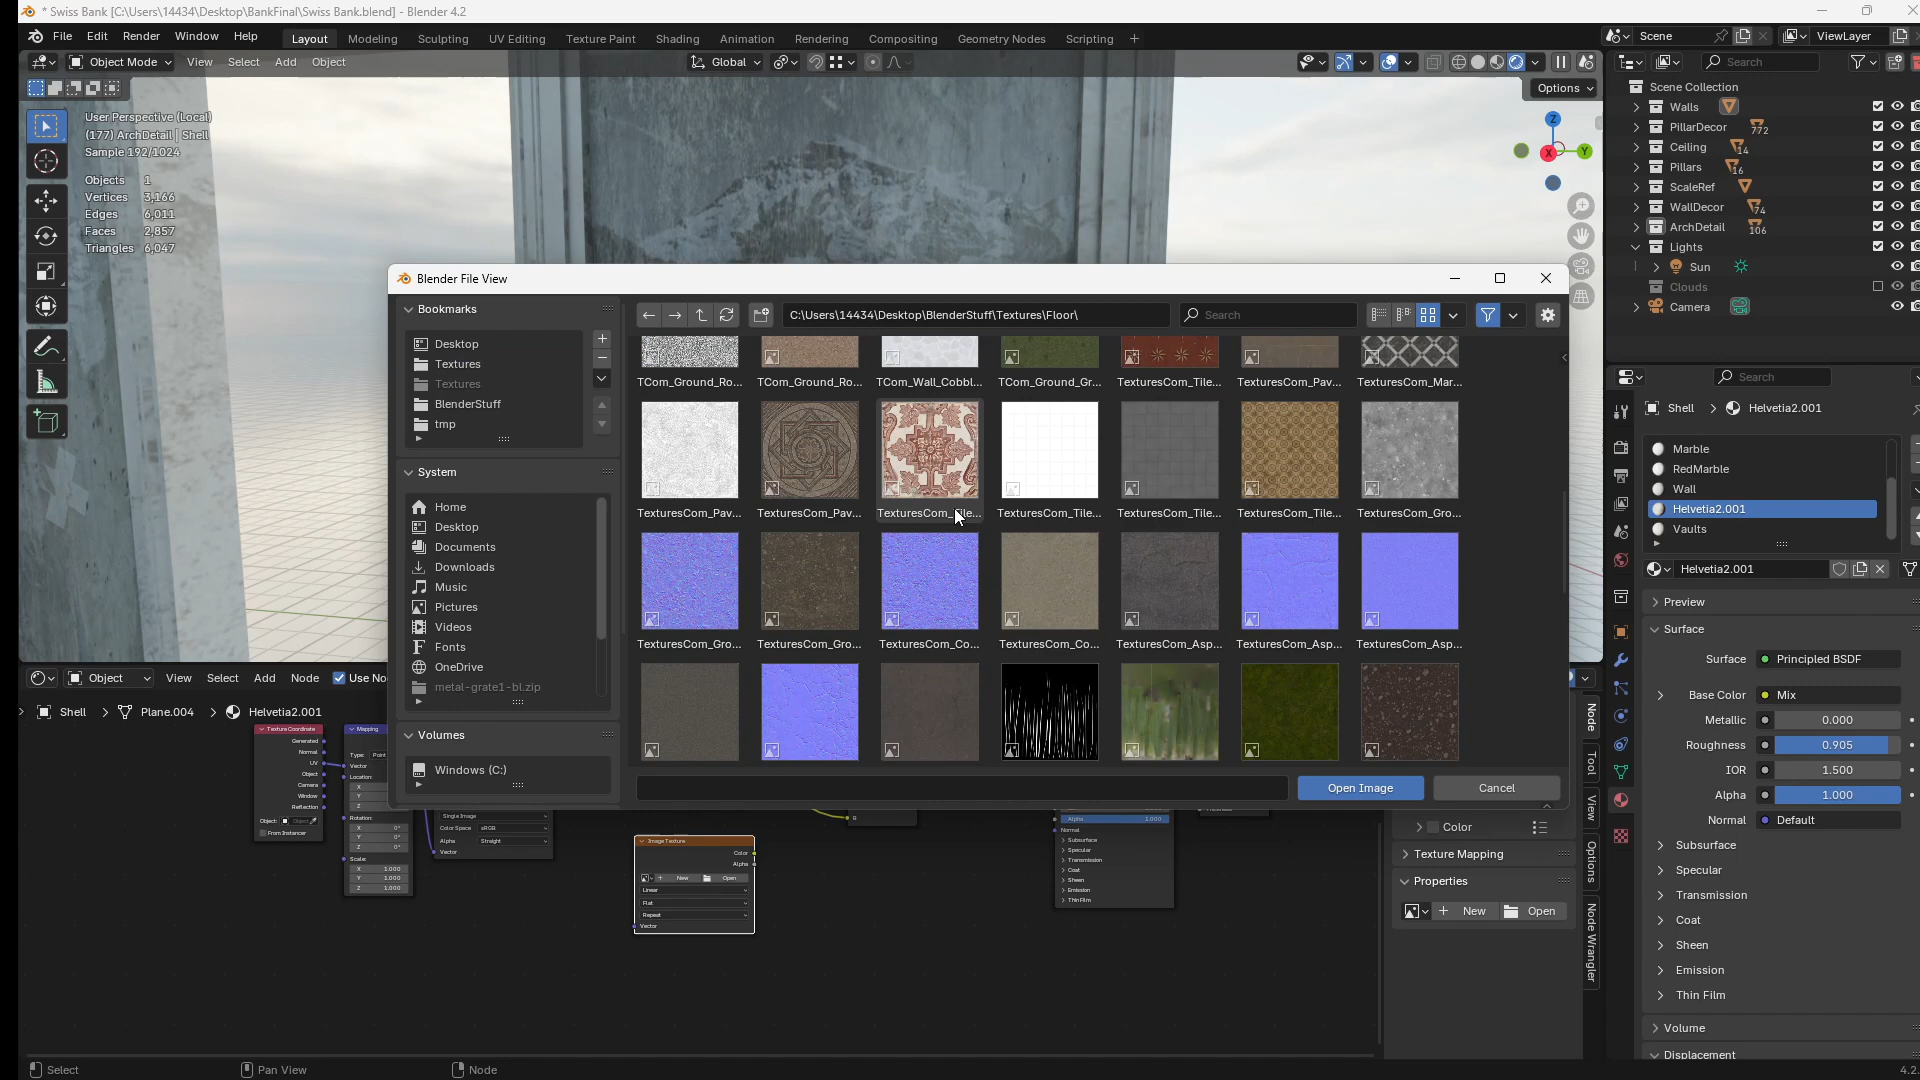 * Swiss Bank [C:\Users\14434\Desktop\BankFinal\Swiss Bank.blend] - Blender 4.2
File Edit Render Window Help
Layout Modeling Sculpting UV Editing Texture Paint Shading Animation Rendering Compositing Geometry Nodes Scripting +
Scene ViewLayer
Object Mode View Select Add Object
Global
Search
Options
User Perspective (Local)
(177) ArchDetail | Shell
Sample 192/1024
Objects 1
Vertices 3,166
Edges 6,011
Faces 2,857
Triangles 6,047
Z
X
Y
Scene Collection
Walls
PillarDecor 772
Ceiling 14
Pillars 16
ScaleRef
WallDecor 74
ArchDetail 106
Lights
Sun
Clouds
Camera
Blender File View
Bookmarks
Desktop
Textures
Textures
BlenderStuff
tmp
System
Home
Desktop
Documents
Downloads
Music
Pictures
Videos
Fonts
OneDrive
metal-grate1-bl.zip
Volumes
Windows (C:)
C:\Users\14434\Desktop\BlenderStuff\Textures\Floor\
Search
TCom_Ground_Ro... TCom_Ground_Ro... TCom_Wall_Cobbl... TCom_Ground_Gr... TexturesCom_Tile... TexturesCom_Pav... TexturesCom_Mar...
TexturesCom_Pav... TexturesCom_Pav... TexturesCom_Tile... TexturesCom_Tile... TexturesCom_Tile... TexturesCom_Tile... TexturesCom_Gro...
TexturesCom_Gro... TexturesCom_Gro... TexturesCom_Co... TexturesCom_Co... TexturesCom_Asp... TexturesCom_Asp... TexturesCom_Asp...
Open Image
Cancel
Search
Shell > Helvetia2.001
Marble
RedMarble
Wall
Helvetia2.001
Vaults
Helvetia2.001
Preview
Surface
Surface Principled BSDF
Base Color Mix
Metallic 0.000
Roughness 0.905
IOR 1.500
Alpha 1.000
Normal Default
Subsurface
Specular
Transmission
Coat
Sheen
Emission
Thin Film
Volume
Displacement
Object View Select Add Node Use No
Shell > Plane.004 > Helvetia2.001
Texture Coordinate
Generated
Normal
UV
Object
Camera
Window
Reflection
Object: Object
From Instancer
Mapping
Type: Point
Vector
Location:
X
Y
Z
Rotation:
X 0°
Y 0°
Z 0°
Scale:
X 1.000
Y 1.000
Z 1.000
Single Image
Color Space sRGB
Alpha Straight
Vector
Image Texture
Color
Alpha
New Open
Linear
Flat
Repeat
Vector
B
Alpha 1.000
Normal
Subsurface
Specular
Transmission
Coat
Sheen
Emission
Thin Film
Color
Texture Mapping
Properties
New Open
Node
Tool
View
Options
Node Wrangler
Select
Pan View
Node
4.2.